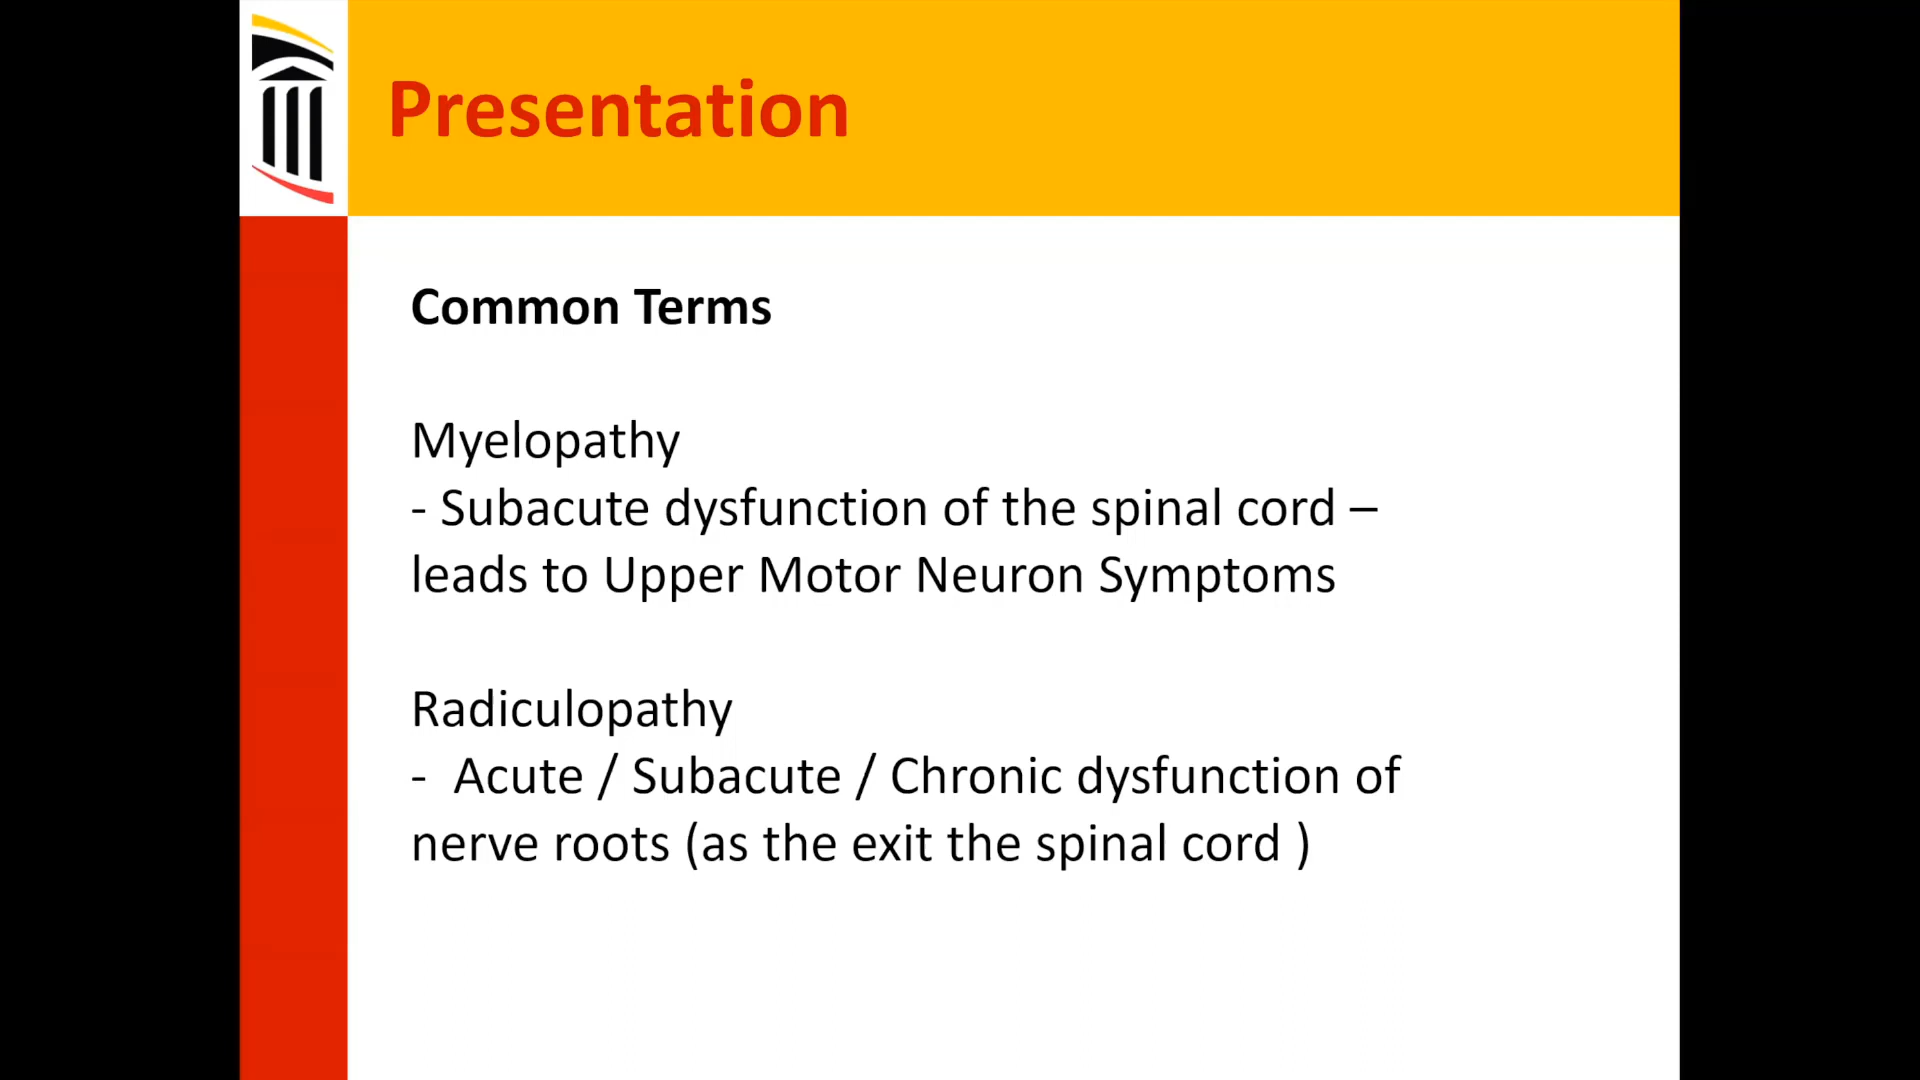 Presentation
Common Terms
Myelopathy
- Subacute dysfunction of the spinal cord –
leads to Upper Motor Neuron Symptoms
Radiculopathy
- Acute / Subacute / Chronic dysfunction of
nerve roots (as the exit the spinal cord )